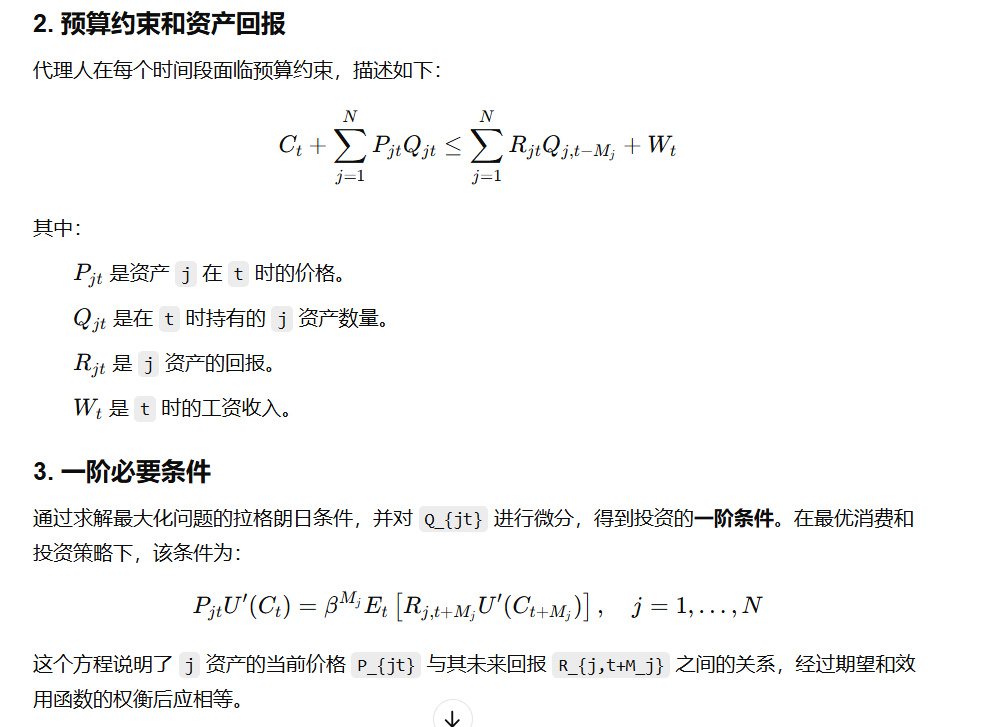 2. 预算约束和资产回报
代理人在每个时间段面临预算约束，描述如下：
C_t + \sum_{j=1}^{N} P_{jt}Q_{jt} \leq \sum_{j=1}^{N} R_{jt}Q_{j,t-M_j} + W_t
其中：
P_{jt} 是资产 j 在 t 时的价格。
Q_{jt} 是在 t 时持有的 j 资产数量。
R_{jt} 是 j 资产的回报。
W_t 是 t 时的工资收入。
3. 一阶必要条件
通过求解最大化问题的拉格朗日条件，并对 Q_{jt} 进行微分，得到投资的一阶条件。在最优消费和
投资策略下，该条件为：
P_{jt}U'(C_t) = \beta^{M_j} E_t [R_{j,t+M_j}U'(C_{t+M_j})], j = 1, . . . , N
这个方程说明了 j 资产的当前价格 P_{jt} 与其未来回报 R_{j,t+M_j} 之间的关系，经过期望和效
用函数的权衡后应相等。